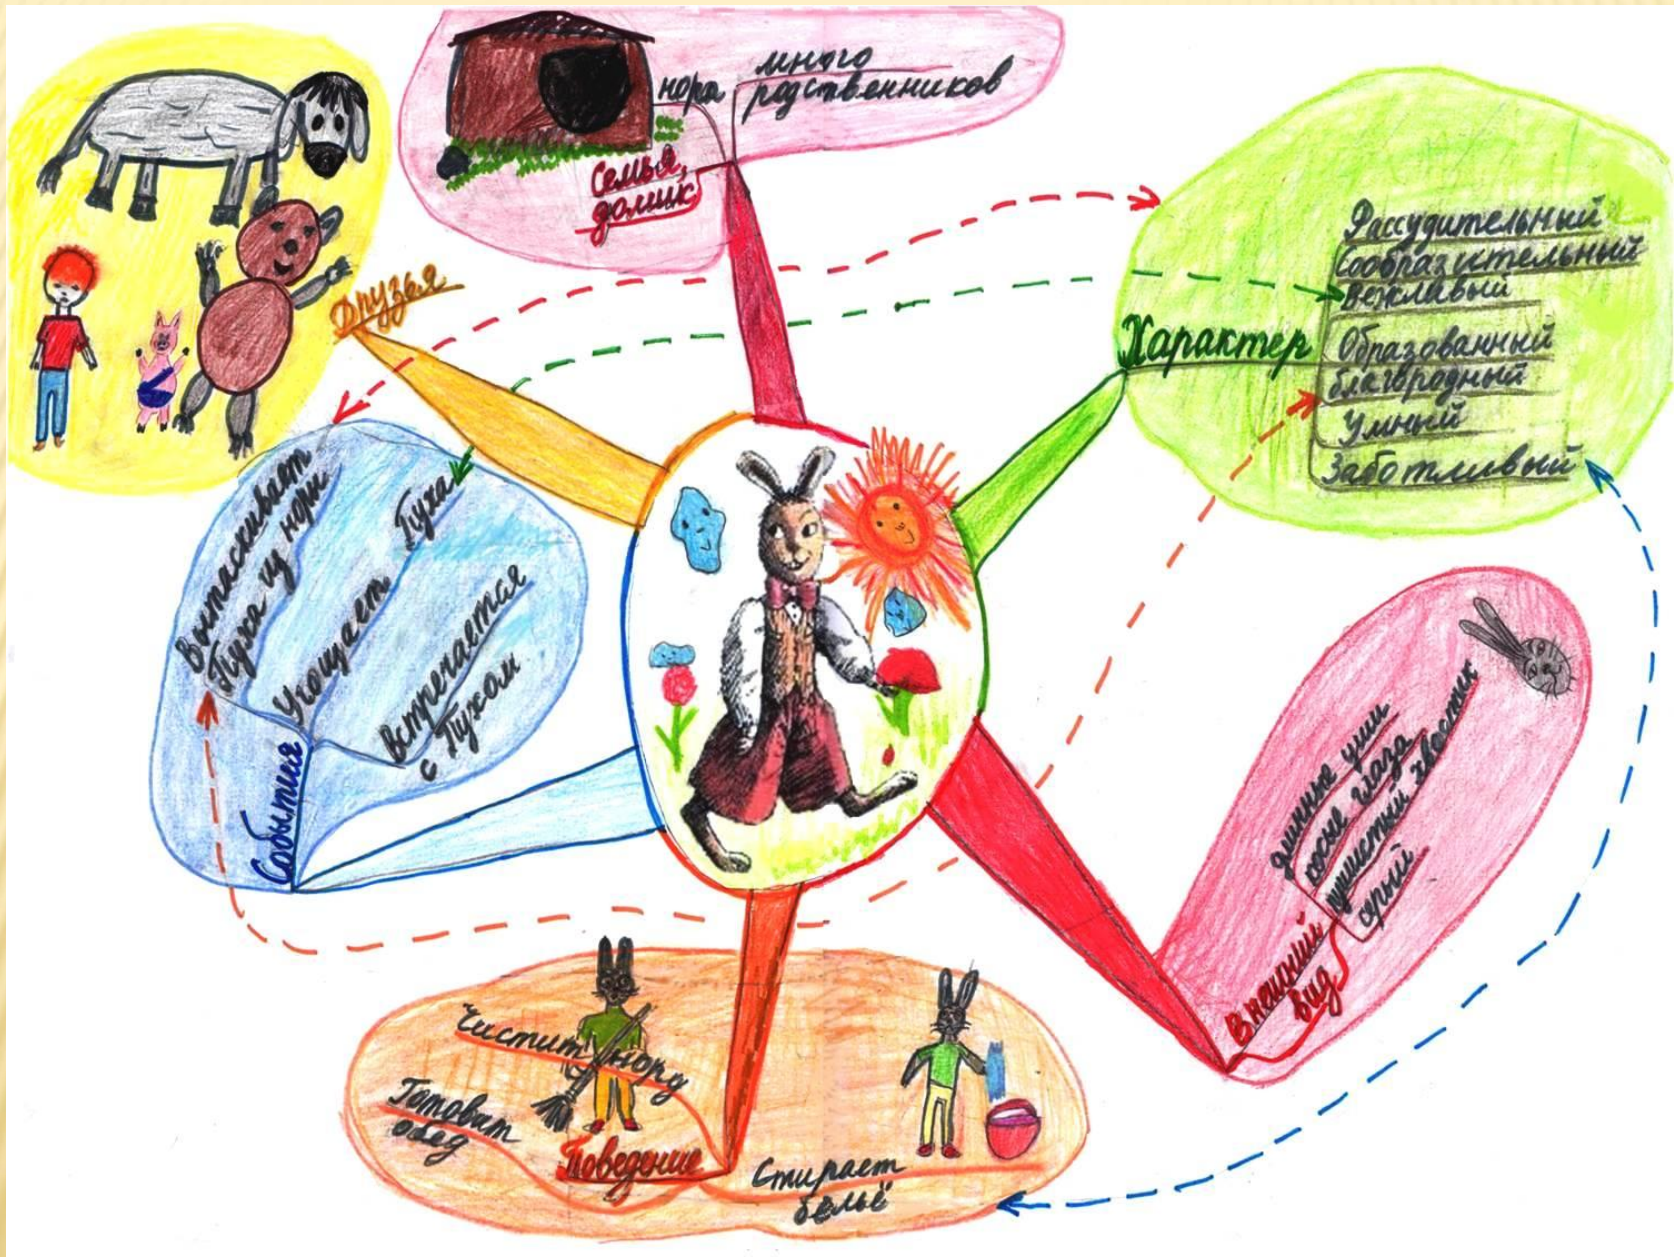 нора
много
родственников
Семья,
домик
Друзья
Характер
Рассудительный
Сообразительный
Вежливый
Образованный
благородный
Умный
Заботливый
Вытаскивает
Пуха из норы
Угощает Пуха
Встречается
с Пухом
События
длинные уши
косые глаза
пушистый хвостик
серый
Внешний
вид
Чистит нору
Готовит
обед
Поведение
Стирает
бельё